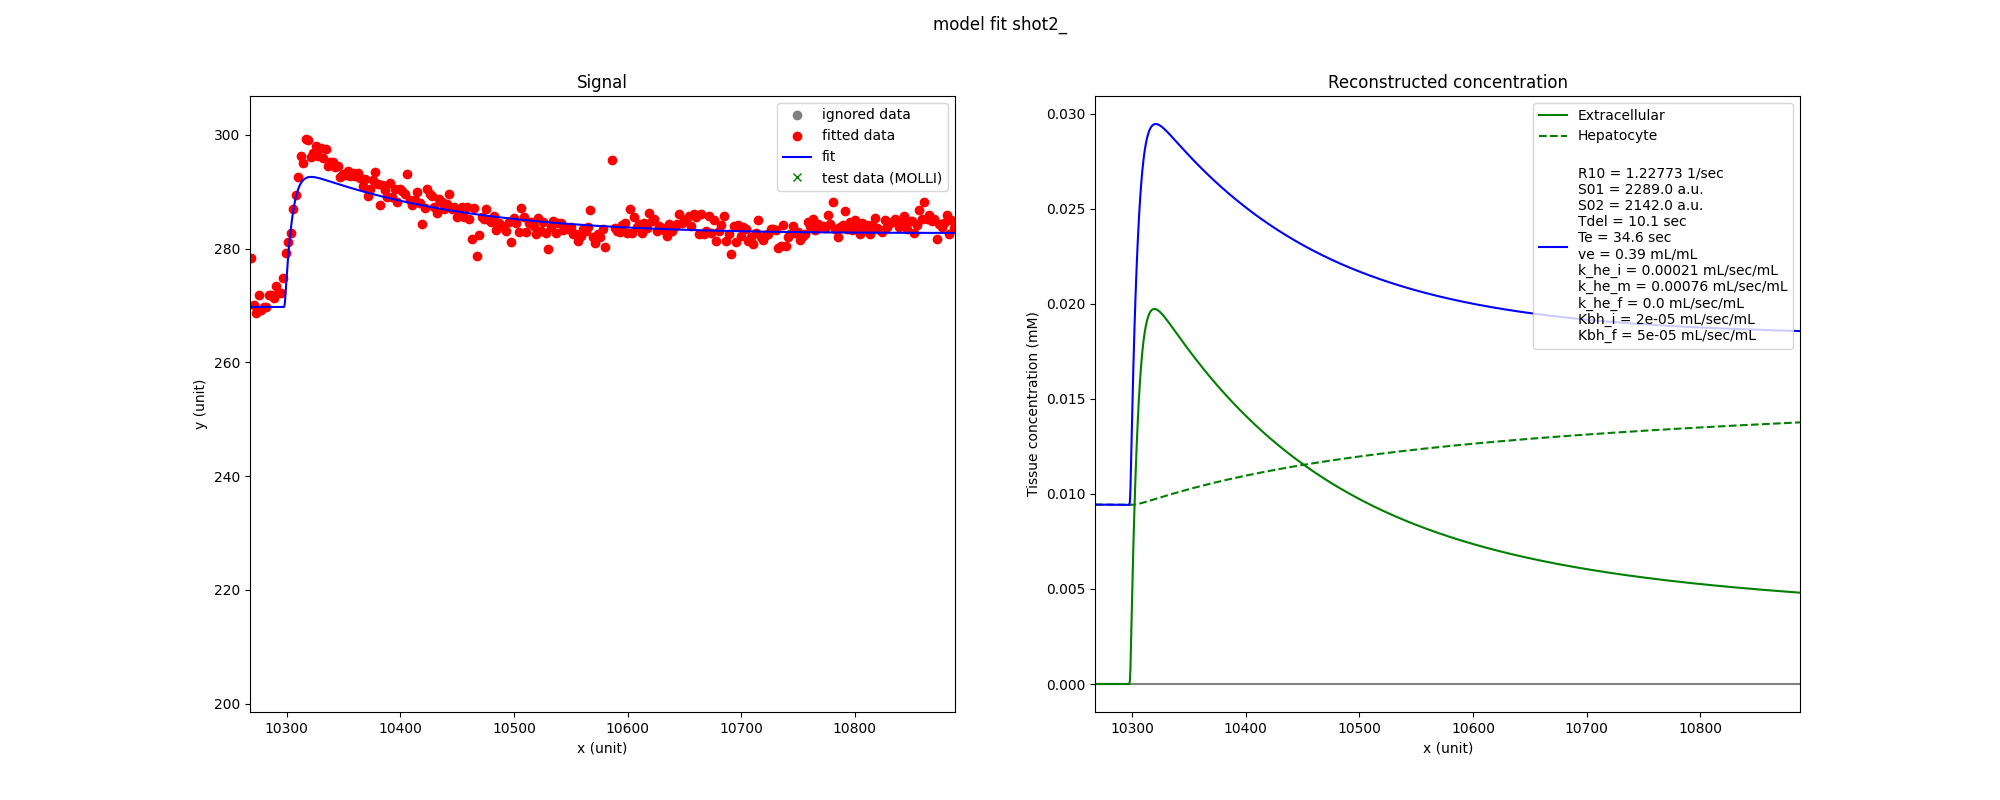 model fit shot2_
Signal
ignored data
fitted data
fit
test data (MOLLI)
300
280
260
240
220
200
y (unit)
10300 10400 10500 10600 10700 10800
x (unit)
Reconstructed concentration
Extracellular
Hepatocyte
R10 = 1.22773 1/sec
S01 = 2289.0 a.u.
S02 = 2142.0 a.u.
Tdel = 10.1 sec
Te = 34.6 sec
ve = 0.39 mL/mL
k_he_i = 0.00021 mL/sec/mL
k_he_m = 0.00076 mL/sec/mL
k_he_f = 0.0 mL/sec/mL
Kbh_i = 2e-05 mL/sec/mL
Kbh_f = 5e-05 mL/sec/mL
0.030
0.025
0.020
0.015
0.010
0.005
0.000
Tissue concentration (mM)
10300 10400 10500 10600 10700 10800
x (unit)